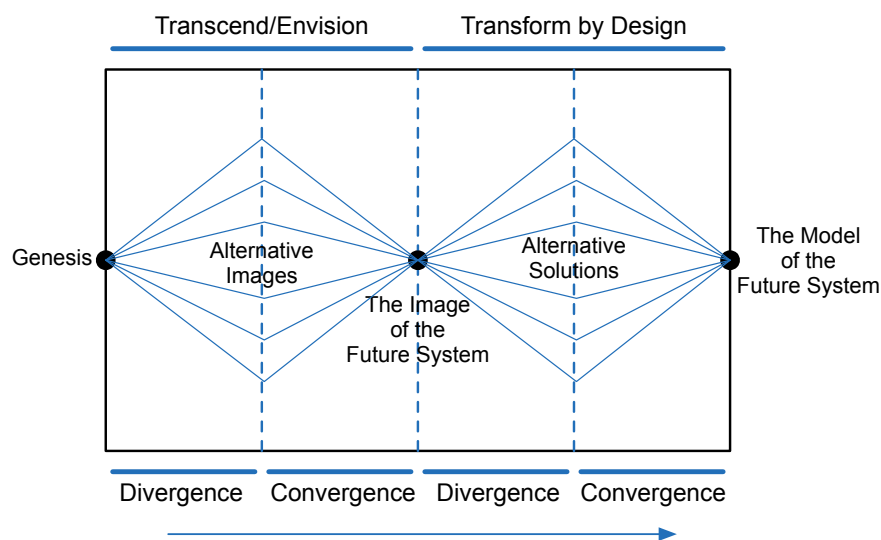 Transcend/Envision
Transform by Design
Genesis
Alternative
Images
The Image
of the
Future System
Alternative
Solutions
The Model
of the
Future System
Divergence
Convergence
Divergence
Convergence